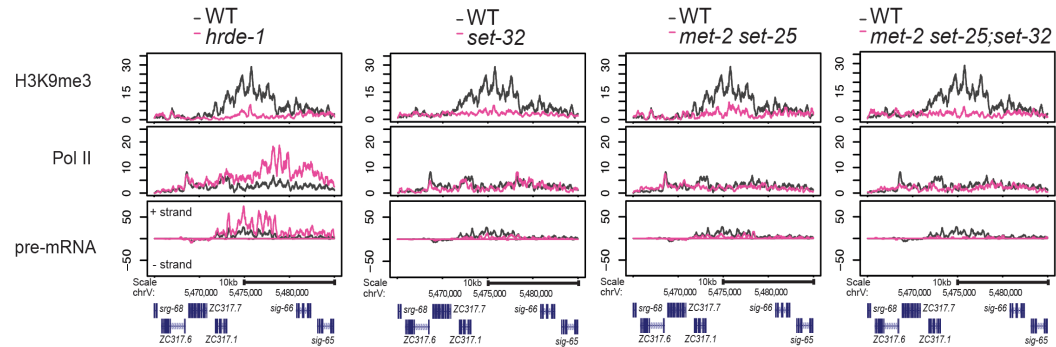 WT WT WT WT
hrde-1 set-32 met-2 set-25 met-2 set-25;set-32
H3K9me3
30 30 30 30
15 15 15 15
0 0 0 0
Pol II
20 20 20 20
10 10 10 10
0 0 0 0
pre-mRNA
50 50 50 50
+ strand
0 0 0 0
- strand
-50 -50 -50 -50
Scale 10kb Scale 10kb Scale 10kb Scale 10kb
chrV: 5,470,000 5,475,000 5,480,000 chrV: 5,470,000 5,475,000 5,480,000 chrV: 5,470,000 5,475,000 5,480,000 chrV: 5,470,000 5,475,000 5,480,000
srg-68 ZC317.7 sig-66 srg-68 ZC317.7 sig-66 srg-68 ZC317.7 sig-66 srg-68 ZC317.7 sig-66
ZC317.6 ZC317.1 sig-65 ZC317.6 ZC317.1 sig-65 ZC317.6 ZC317.1 sig-65 ZC317.6 ZC317.1 sig-65